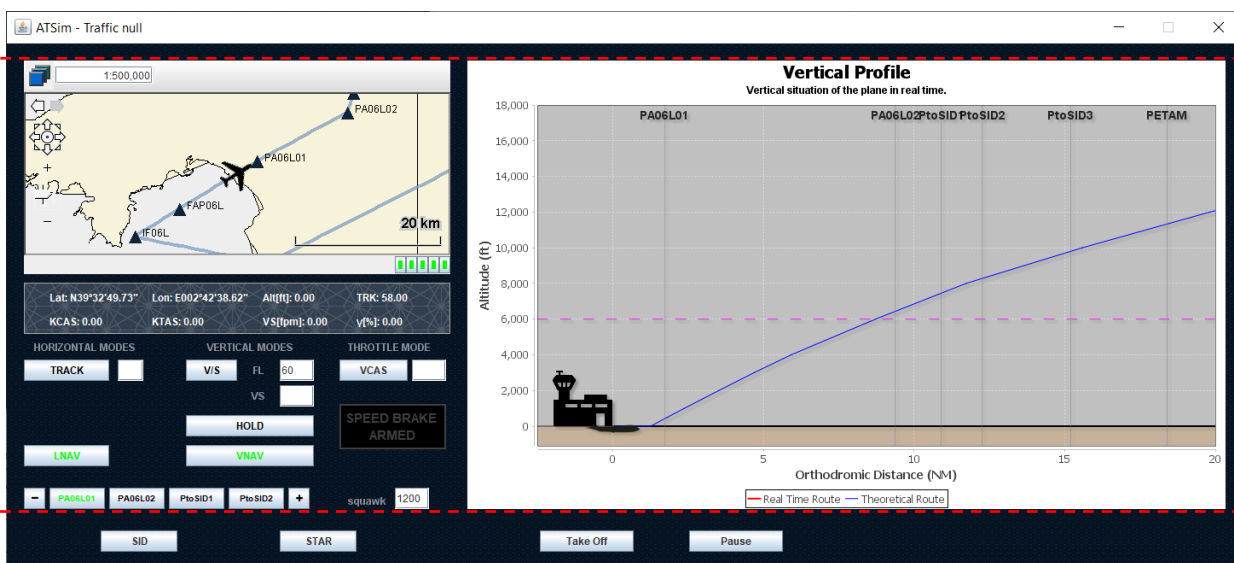 ATSim - Traffic null
1:500,000
PA06L02
PA06L01
FAP06L
IF06L
20 km
+
−
Lat: N39°32'49.73" Lon: E002°42'38.62" Alt[ft]: 0.00 TRK: 58.00
KCAS: 0.00 KTAS: 0.00 VS[fpm]: 0.00 γ[%]: 0.00
HORIZONTAL MODES VERTICAL MODES THROTTLE MODE
TRACK V/S FL 60 VCAS
VS
HOLD SPEED BRAKE
ARMED
LNAV VNAV
− PA06L01 PA06L02 PtoSID1 PtoSID2 + squawk 1200
Vertical Profile
Vertical situation of the plane in real time.
PA06L01 PA06L02 PtoSID1 PtoSID2 PtoSID3 PETAM
18,000
16,000
14,000
12,000
10,000
8,000
6,000
4,000
2,000
0
Altitude (ft)
0 5 10 15 20
Orthodromic Distance (NM)
Real Time Route Theoretical Route
SID STAR Take Off Pause